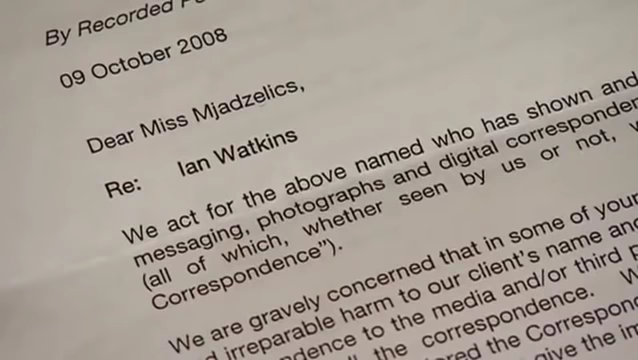 By Recorded
09 October 2008
Dear Miss Mjadzelics,
Re: Ian Watkins
We act for the above named who has shown and
messaging, photographs and digital
(all of which, whether seen by us or not,
Correspondence").
We are gravely concerned that in some of your
irreparable harm to our client's name and
to the media and/or third
the correspondence.
the
the